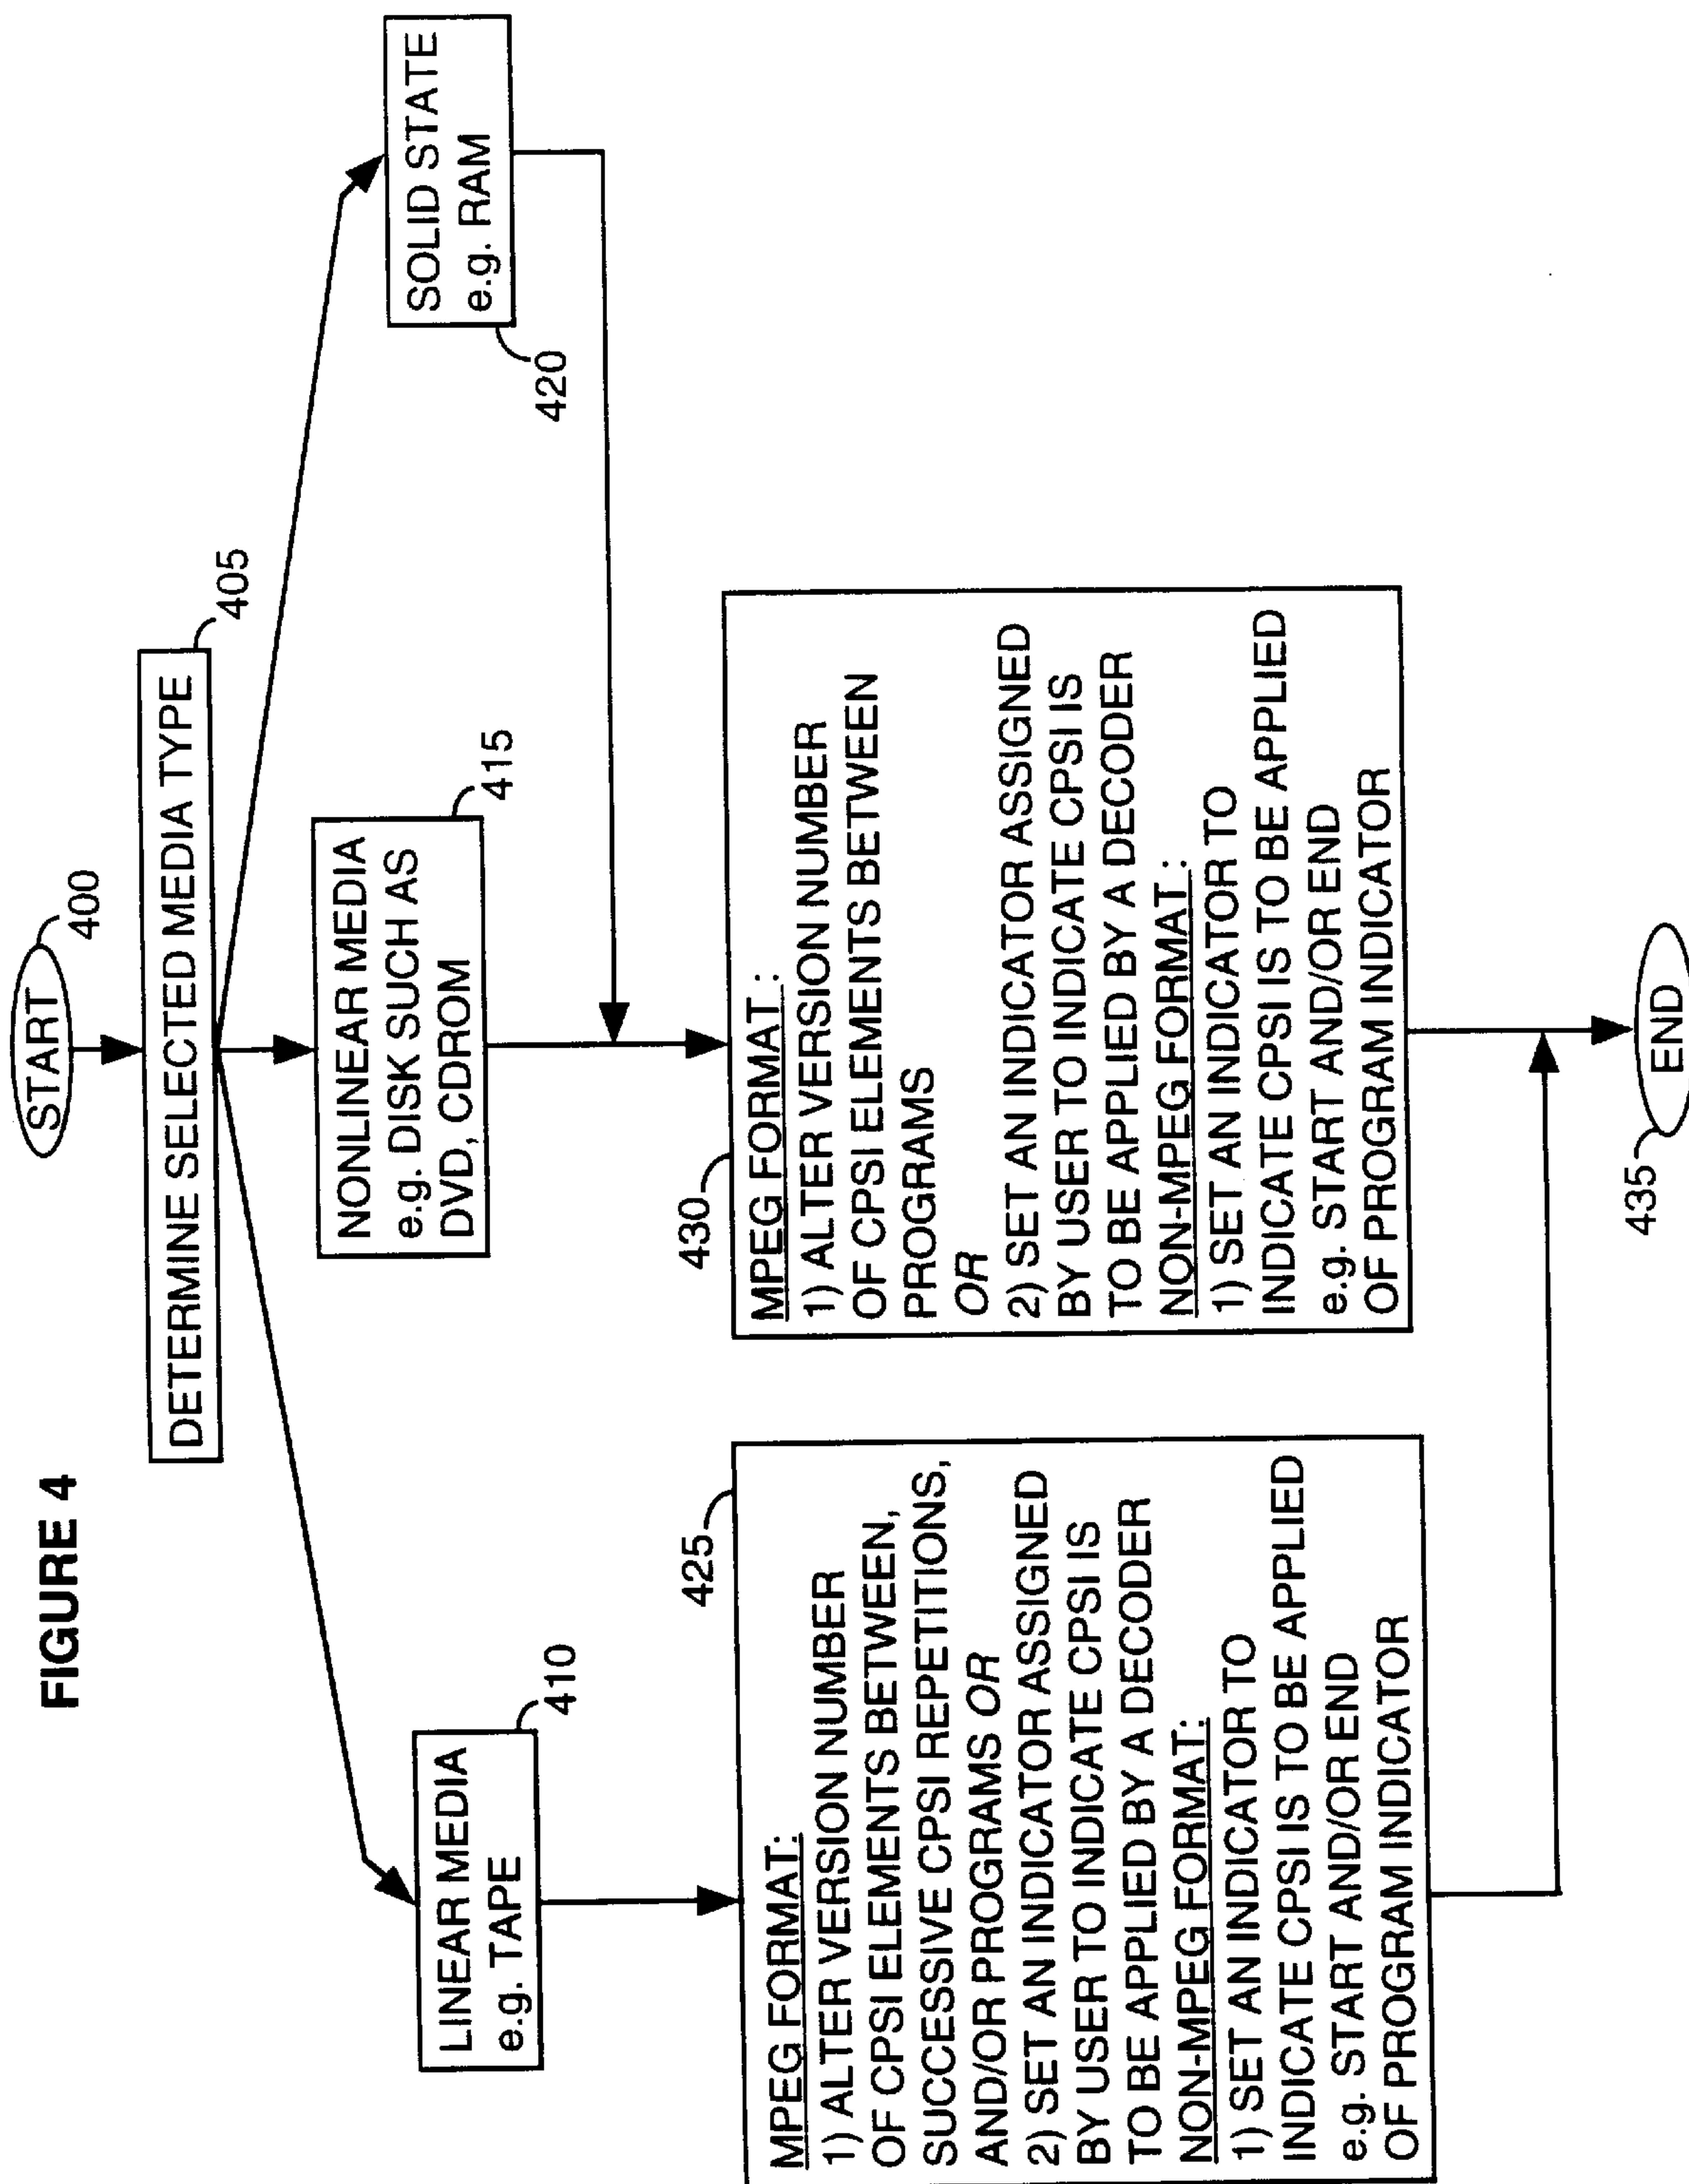 FIGURE 4
START
400
DETERMINE SELECTED MEDIA TYPE
405
LINEAR MEDIA
e.g. TAPE
410
NONLINEAR MEDIA
e.g. DISK SUCH AS
DVD, CDROM
415
SOLID STATE
e.g. RAM
420
425
MPEG FORMAT:
1) ALTER VERSION NUMBER
OF CPSI ELEMENTS BETWEEN,
SUCCESSIVE CPSI REPETITIONS,
AND/OR PROGRAMS OR
2) SET AN INDICATOR ASSIGNED
BY USER TO INDICATE CPSI IS
TO BE APPLIED BY A DECODER
NON-MPEG FORMAT:
1) SET AN INDICATOR TO
INDICATE CPSI IS TO BE APPLIED
e.g. START AND/OR END
OF PROGRAM INDICATOR
430
MPEG FORMAT :
1) ALTER VERSION NUMBER
OF CPSI ELEMENTS BETWEEN
PROGRAMS
OR
2) SET AN INDICATOR ASSIGNED
BY USER TO INDICATE CPSI IS
TO BE APPLIED BY A DECODER
NON-MPEG FORMAT :
1) SET AN INDICATOR TO
INDICATE CPSI IS TO BE APPLIED
e.g. START AND/OR END
OF PROGRAM INDICATOR
435
END